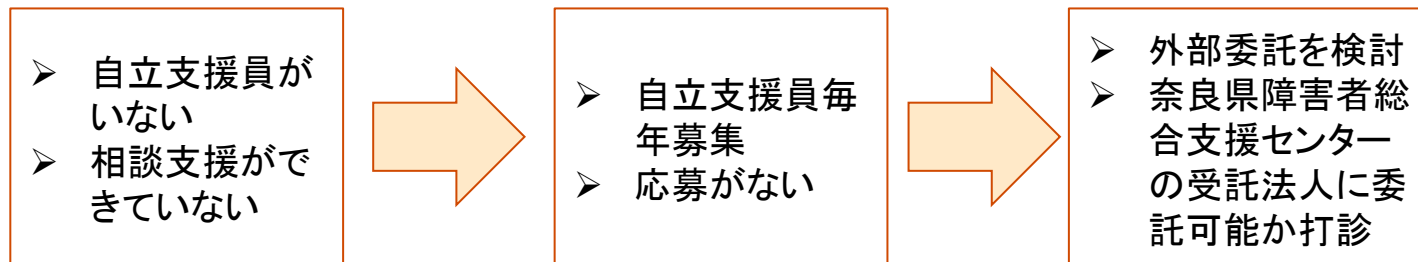 ➢ 自立支援員が
いない
➢ 相談支援がで
きていない
➢ 自立支援員毎
年募集
➢ 応募がない
➢ 外部委託を検討
➢ 奈良県障害者総
合支援センター
の受託法人に委
託可能か打診